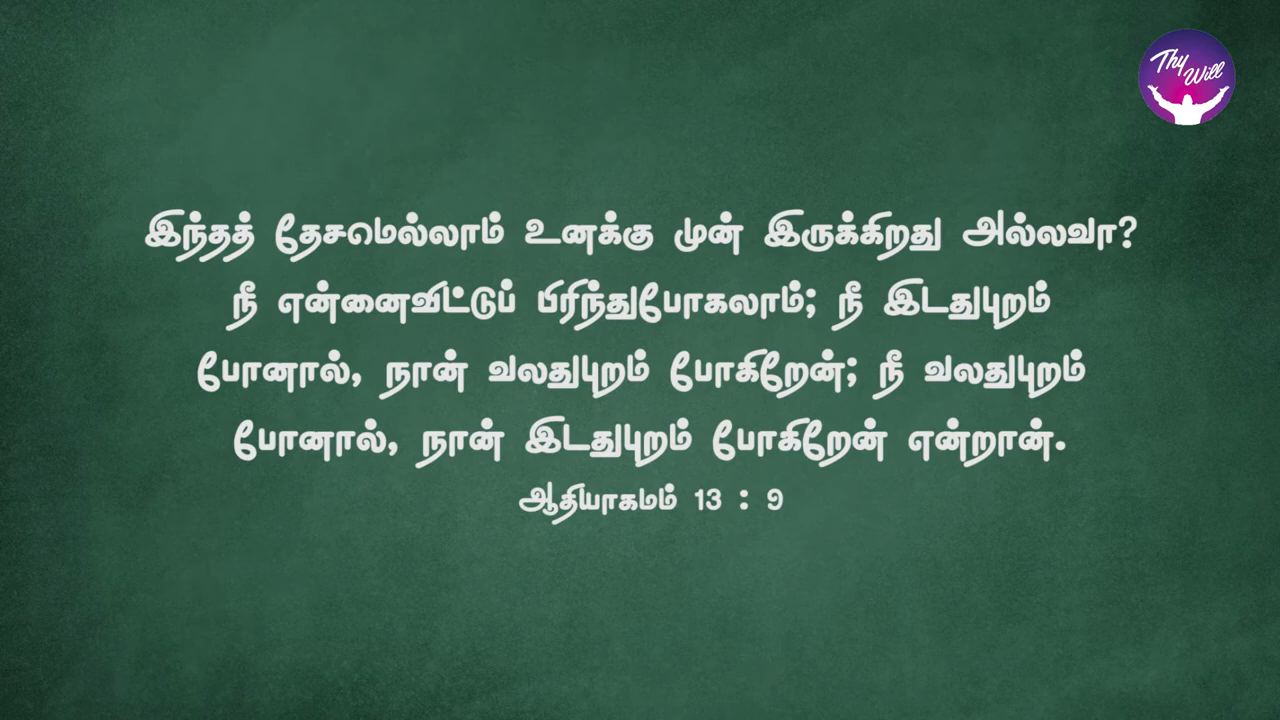 Thy Will
இந்தத் தேசமெல்லாம் உனக்கு முன் இருக்கிறது அல்லவா?
நீ என்னைவிட்டுப் பிரிந்துபோகலாம்; நீ இடதுபுறம்
போனால், நான் வலதுபுறம் போகிறேன்; நீ வலதுபுறம்
போனால், நான் இடதுபுறம் போகிறேன் என்றான்.
ஆதியாகமம் 13 : 9